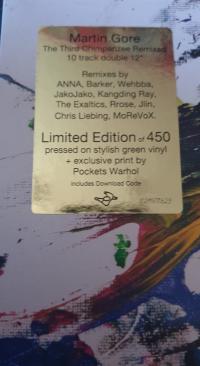 Martin Gore
The Third Chimpanzee Remixed
10 track double 12"
Remixes by
ANNA, Barker, Wehbba,
JakoJako, Kangding Ray,
The Exaltics, Rrose, Jlin,
Chris Liebing, MoReVoX.
Limited Edition of 450
pressed on stylish green vinyl
+ exclusive print by
Pockets Warhol
includes Download Code